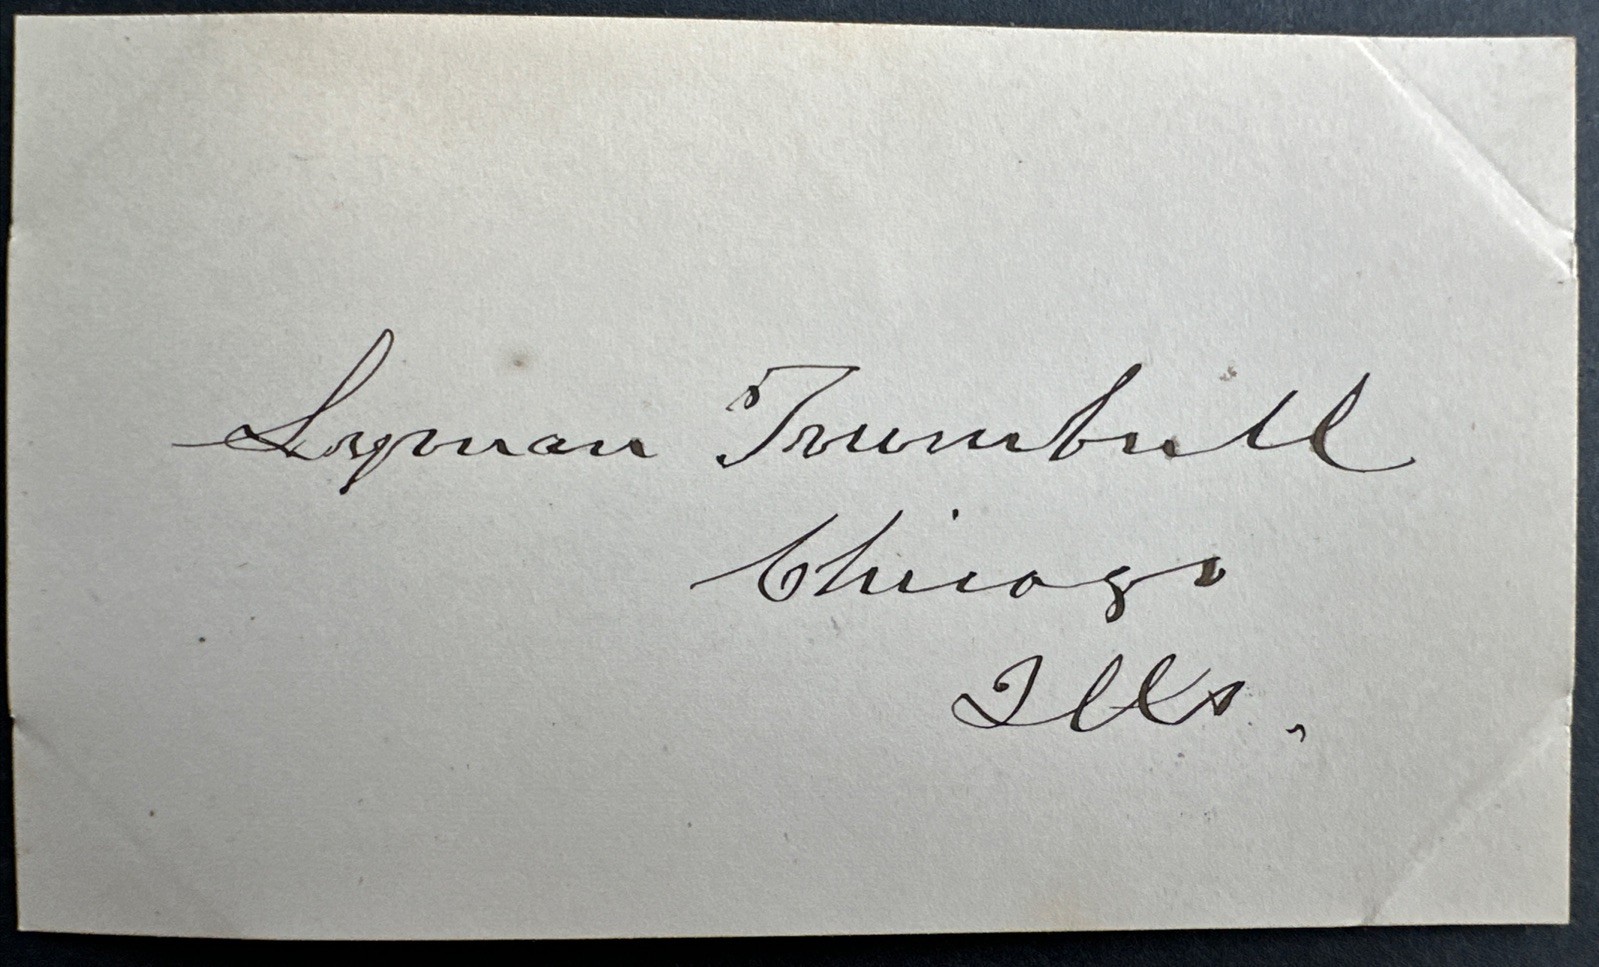 Lyman Trumbull
Chicago
Ills.